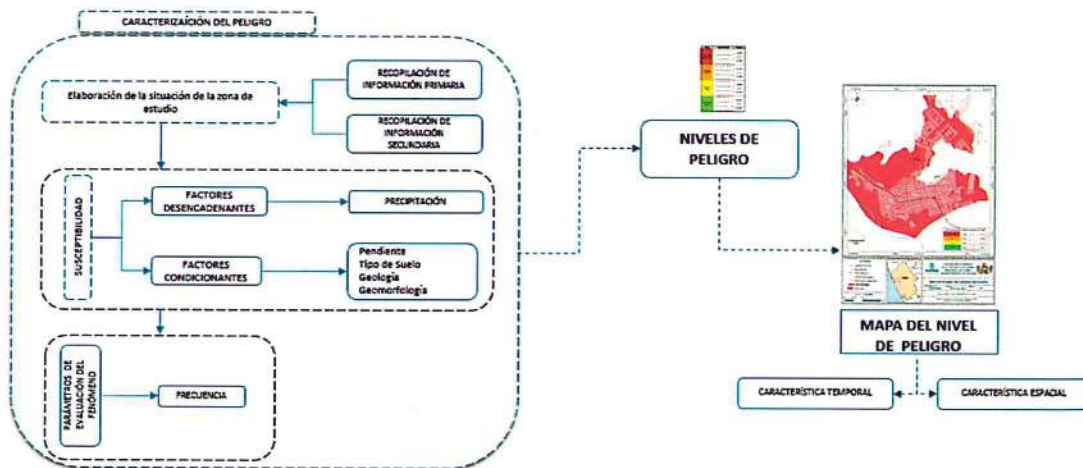 CARACTERIZAÍCIÓN DEL PELIGRO
RECOPILACIÓN DE
INFORMACIÓN PRIMARIA
Elaboración de la situación de la zona de
estudio
RECOPILACIÓN DE
INFORMACIÓN
SECUNDARIA
SUSCEPTIBILIDAD
FACTORES
DESENCADENANTES
PRECIPITACIÓN
FACTORES
CONDICIONANTES
Pendiente
Tipo de Suelo
Geología
Geomorfología
PARÁMETROS DE
EVALUACIÓN DEL
FENÓMENO
FRECUENCIA
NIVELES DE
PELIGRO
MAPA DEL NIVEL
DE PELIGRO
CARACTERÍSTICA TEMPORAL
CARACTERÍSTICA ESPACIAL